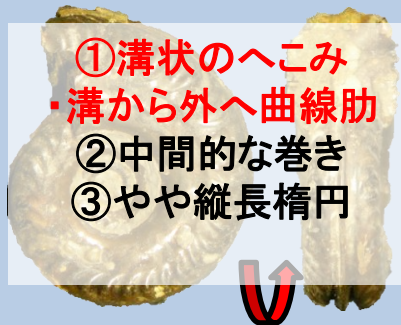 ①溝状のへこみ
・溝から外へ曲線肋
②中間的な巻き
③やや縦長楕円